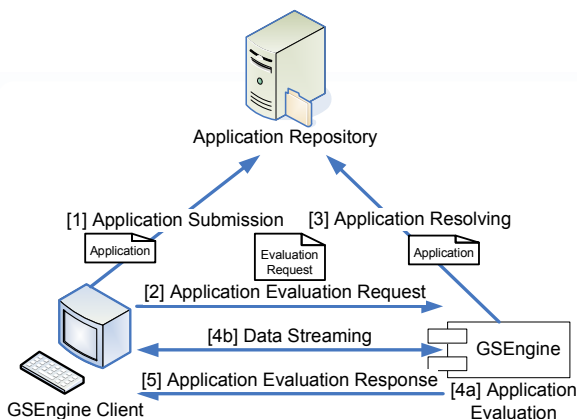 Application Repository
[1] Application Submission
[3] Application Resolving
Application
Evaluation
Request
Application
[2] Application Evaluation Request
[4b] Data Streaming
GSEngine
[5] Application Evaluation Response
GSEngine Client
[4a] Application
Evaluation